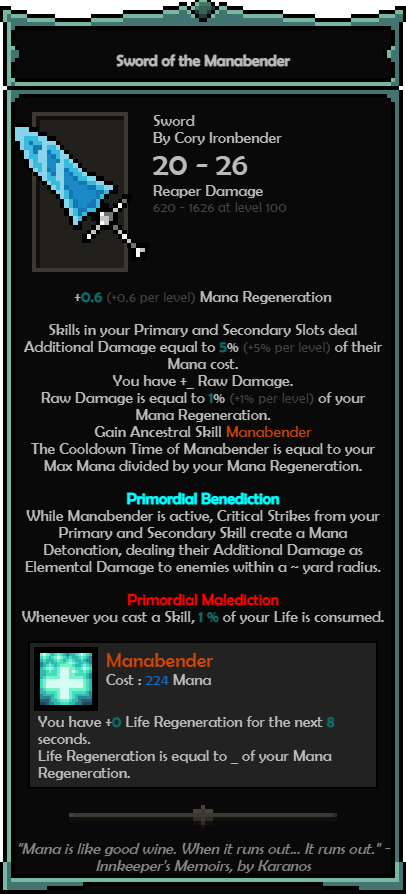 Sword of the Manabender
Sword
By Cory Ironbender
20 - 26
Reaper Damage
620 - 1626 at level 100
+0.6 (+0.6 per level) Mana Regeneration
Skills in your Primary and Secondary Slots deal
Additional Damage equal to 5% (+5% per level) of their
Mana cost.
You have +_ Raw Damage.
Raw Damage is equal to 1% (+1% per level) of your
Mana Regeneration.
Gain Ancestral Skill Manabender
The Cooldown Time of Manabender is equal to your
Max Mana divided by your Mana Regeneration.
Primordial Benediction
While Manabender is active, Critical Strikes from your
Primary and Secondary Skill create a Mana
Detonation, dealing their Additional Damage as
Elemental Damage to enemies within a ~ yard radius.
Primordial Malediction
Whenever you cast a Skill, 1 % of your Life is consumed.
Manabender
Cost : 224 Mana
You have +0 Life Regeneration for the next 8
seconds.
Life Regeneration is equal to _ of your Mana
Regeneration.
"Mana is like good wine. When it runs out... It runs out." -
Innkeeper's Memoirs, by Karanos